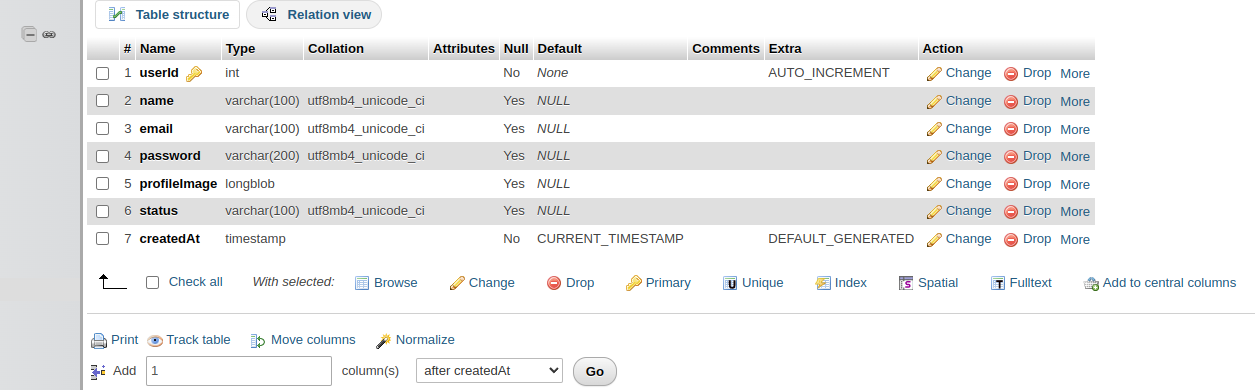 Table structure Relation view
# Name Type Collation Attributes Null Default Comments Extra Action
1 userId int No None AUTO_INCREMENT Change Drop More
2 name varchar(100) utf8mb4_unicode_ci Yes NULL Change Drop More
3 email varchar(100) utf8mb4_unicode_ci Yes NULL Change Drop More
4 password varchar(200) utf8mb4_unicode_ci Yes NULL Change Drop More
5 profileImage longblob Yes NULL Change Drop More
6 status varchar(100) utf8mb4_unicode_ci Yes NULL Change Drop More
7 createdAt timestamp No CURRENT_TIMESTAMP DEFAULT_GENERATED Change Drop More
Check all With selected: Browse Change Drop Primary Unique Index Spatial Fulltext Add to central columns
Print Track table Move columns Normalize
Add 1 column(s) after createdAt Go